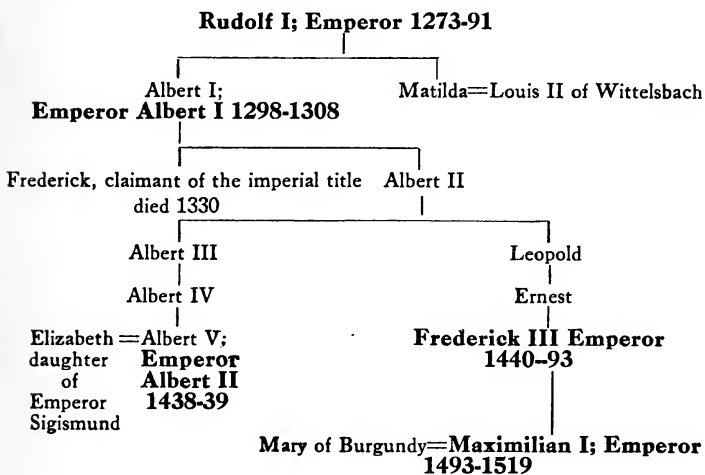 Rudolf I; Emperor 1273-91
Albert I;
Emperor Albert I 1298-1308
Matilda=Louis II of Wittelsbach
Frederick, claimant of the imperial title
died 1330
Albert II
Albert III
Leopold
Albert IV
Ernest
Elizabeth = Albert V;
daughter Emperor
of Albert II
Emperor 1438-39
Sigismund
Frederick III Emperor
1440-93
Mary of Burgundy=Maximilian I; Emperor
1493-1519